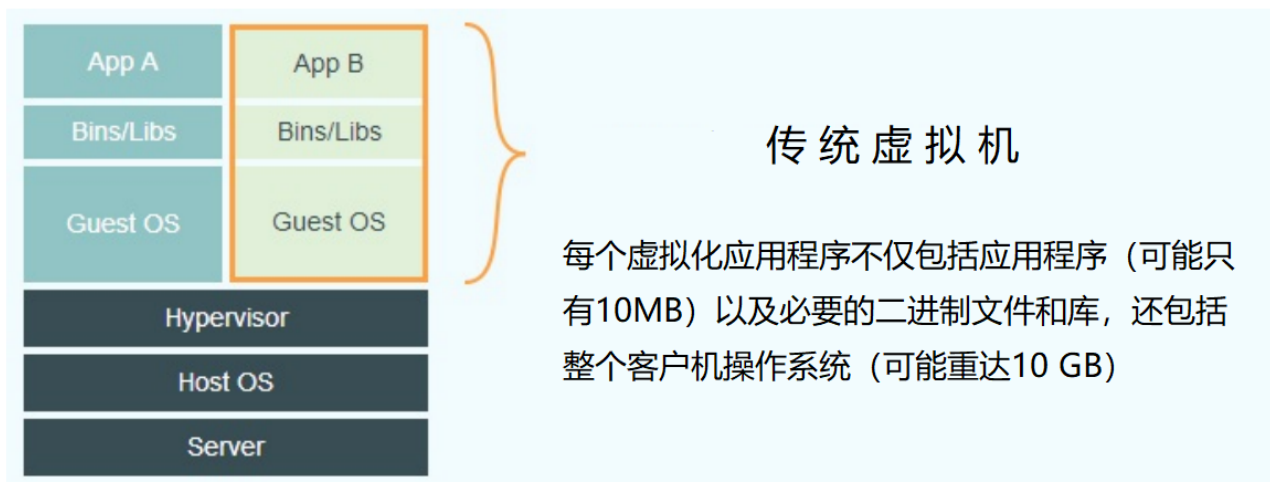 App A
App B
Bins/Libs
Bins/Libs
Guest OS
Guest OS
Hypervisor
Host OS
Server
传统虚拟机
每个虚拟化应用程序不仅包括应用程序（可能只
有10MB）以及必要的二进制文件和库，还包括
整个客户机操作系统（可能重达10 GB）